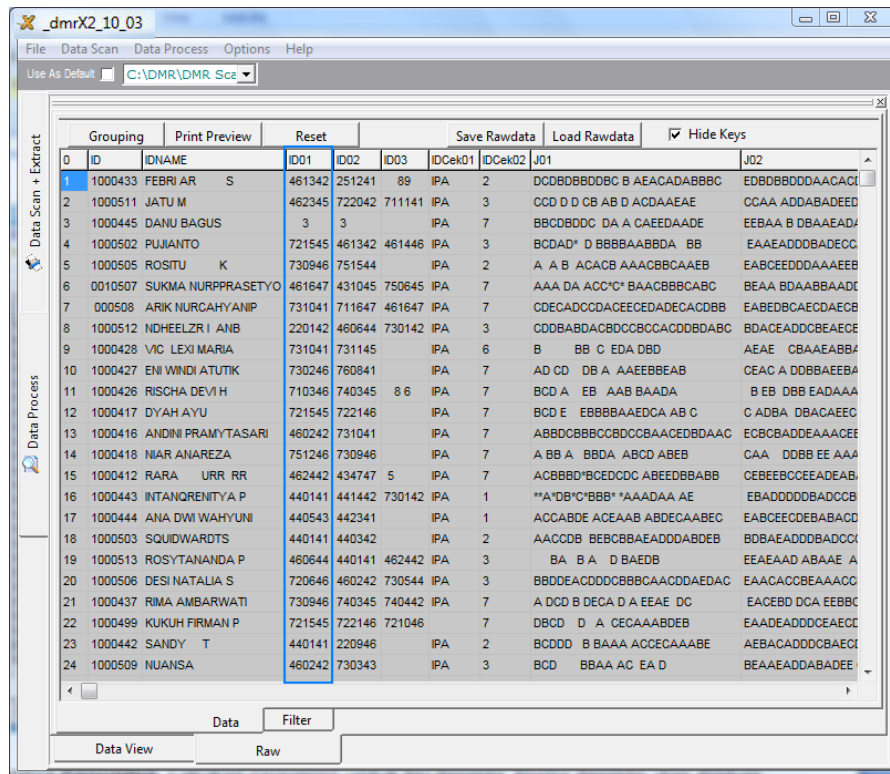 _dmrX2_10_03
File Data Scan Data Process Options Help
Use As Default C:\DMR\DMR Sca
Data Scan + Extract
Data Process
Grouping Print Preview Reset Save Rawdata Load Rawdata Hide Keys
0 ID IDNAME ID01 ID02 ID03 IDCek01 IDCek02 J01 J02
1 1000433 FEBRI AR S 461342 251241 89 IPA 2 DCDBDBBDDBC B AEACADABBBC EDBDBBDDDAACACD
2 1000511 JATU M 462345 722042 711141 IPA 3 CCD D D CB AB D ACDAAEAE CCAA ADDABADEED
3 1000445 DANU BAGUS 3 3 IPA 7 BBCDBDDC DA A CAEEDAADE EEBAA B DBAAEADA
4 1000502 PUJIANTO 721545 461342 461446 IPA 3 BCDAD* D BBBBAABBDA BB EAAEADDDBADECC
5 1000505 ROSITU K 730946 751544 IPA 2 A A B ACACB AAACBBCAAEB EABCEEDDDAAAEEB
6 0010507 SUKMA NURPPRASETYO 461647 431045 750645 IPA 7 AAA DA ACC*C* BAACBBBCABC BEAA BDAABBAADD
7 000508 ARIK NURCAHYANIP 731041 711647 461647 IPA 7 CDECADCCDACEECEDADECACDBB EABEDBCAECDAECB
8 1000512 NDHEELZR I ANB 220142 460644 730142 IPA 3 CDDBABDACBDCCBCCACDDBDABC BDACEADDCBEAECE
9 1000428 VIC LEXI MARIA 731041 731145 IPA 6 B BB C EDA DBD AEAE CBAAEABBA
10 1000427 ENI WINDI ATUTIK 730246 760841 IPA 7 AD CD DB A AAEEBBEAB CEAC A DDBBAEEBA
11 1000426 RISCHA DEVI H 710346 740345 8 6 IPA 7 BCD A EB AAB BAADA B EB DBB EADAAA
12 1000417 DYAH AYU 721545 722146 IPA 7 BCD E EBBBBAAEDCA AB C C ADBA DBACAEEC
13 1000416 ANDINI PRAMYTASARI 460242 731041 IPA 7 ABBDCBBBCCBDCCBAACEDBDAAC ECBCBADDEAAACEE
14 1000418 NIAR ANAREZA 751246 730946 IPA 7 A BB A BBDA ABCD ABEB CAA DDBB EE AAA
15 1000412 RARA URR RR 462442 434747 5 IPA 7 ACBBBD*BCEDCDC ABEEDBBABB CEBEEBCCEEADEAB
16 1000443 INTANQRENITYA P 440141 441442 730142 IPA 1 **A*DB*C*BBB* *AAADAA AE EBADDDDDBADCCB
17 1000444 ANA DWI WAHYUNI 440543 442341 IPA 1 ACCABDE ACEAAB ABDECAABEC EABCEECDEBABACD
18 1000503 SQUIDWARDTS 440141 440342 IPA 2 AACCDB BEBCBBAEADDDABDEB BDBAEADDDBADCC
19 1000513 ROSYTANANDA P 460644 440141 462442 IPA 3 BA B A D BAEDB EEAEAAD ABAAE A
20 1000506 DESI NATALIA S 720646 460242 730544 IPA 3 BBDDEACDDDCBBBCAACDDAEDAC EAACACCBEAAACC
21 1000437 RIMA AMBARWATI 730946 740345 740442 IPA 7 A DCD B DECA D A EEAE DC EACEBD DCA EEBBC
22 1000499 KUKUH FIRMAN P 721545 722146 721046 7 DBCD D A CECAAABDEB EAADEADDDCEAECD
23 1000442 SANDY T 440141 220946 IPA 2 BCDDD B BAAA ACCECAAABE AEBACADDDCBAECD
24 1000509 NUANSA 460242 730343 IPA 3 BCD BBAA AC EA D BEAAEADDABADEE
Data Filter
Data View Raw